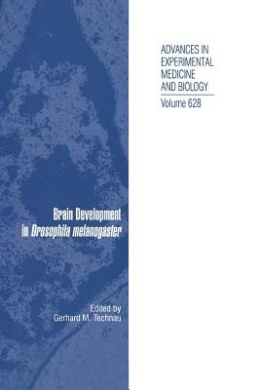 ADVANCES IN
EXPERIMENTAL
MEDICINE
AND BIOLOGY
Volume 628
Brain Development
in Drosophila melanogaster
Edited by
Gerhard M. Technau